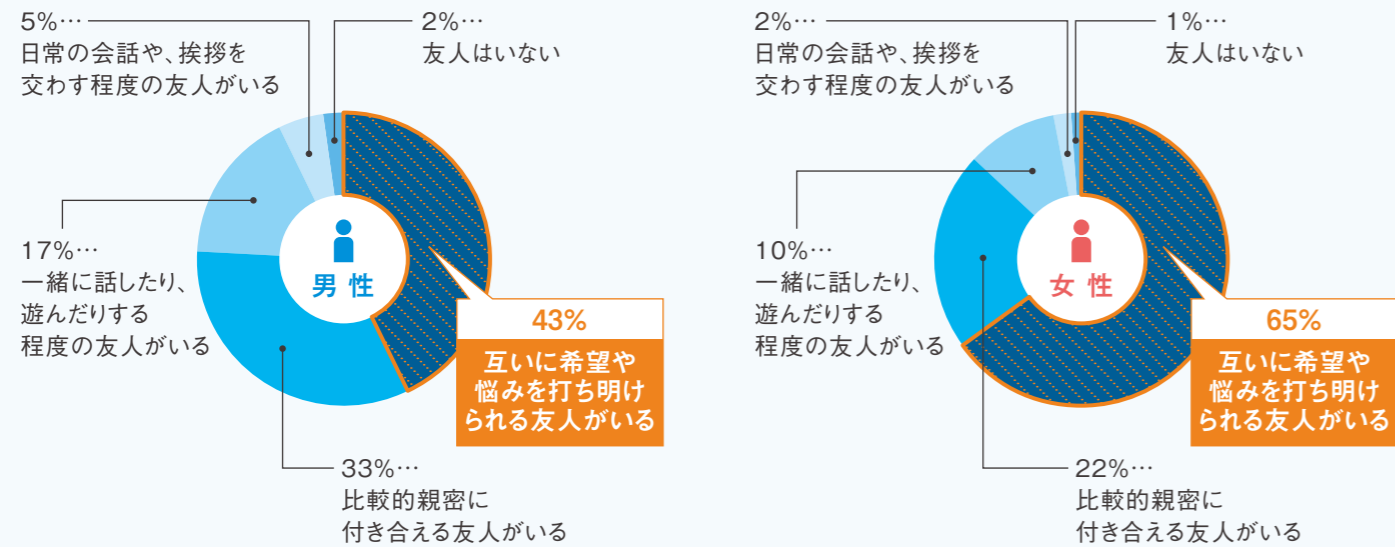 5%…
日常の会話や、挨拶を
交わす程度の友人がいる
2%…
友人はいない
17%…
一緒に話したり、
遊んだりする
程度の友人がいる
男性
43%
互いに希望や
悩みを打ち明け
られる友人がいる
33%…
比較的親密に
付き合える友人がいる
2%…
日常の会話や、挨拶を
交わす程度の友人がいる
1%…
友人はいない
10%…
一緒に話したり、
遊んだりする
程度の友人がいる
女性
65%
互いに希望や
悩みを打ち明け
られる友人がいる
22%…
比較的親密に
付き合える友人がいる